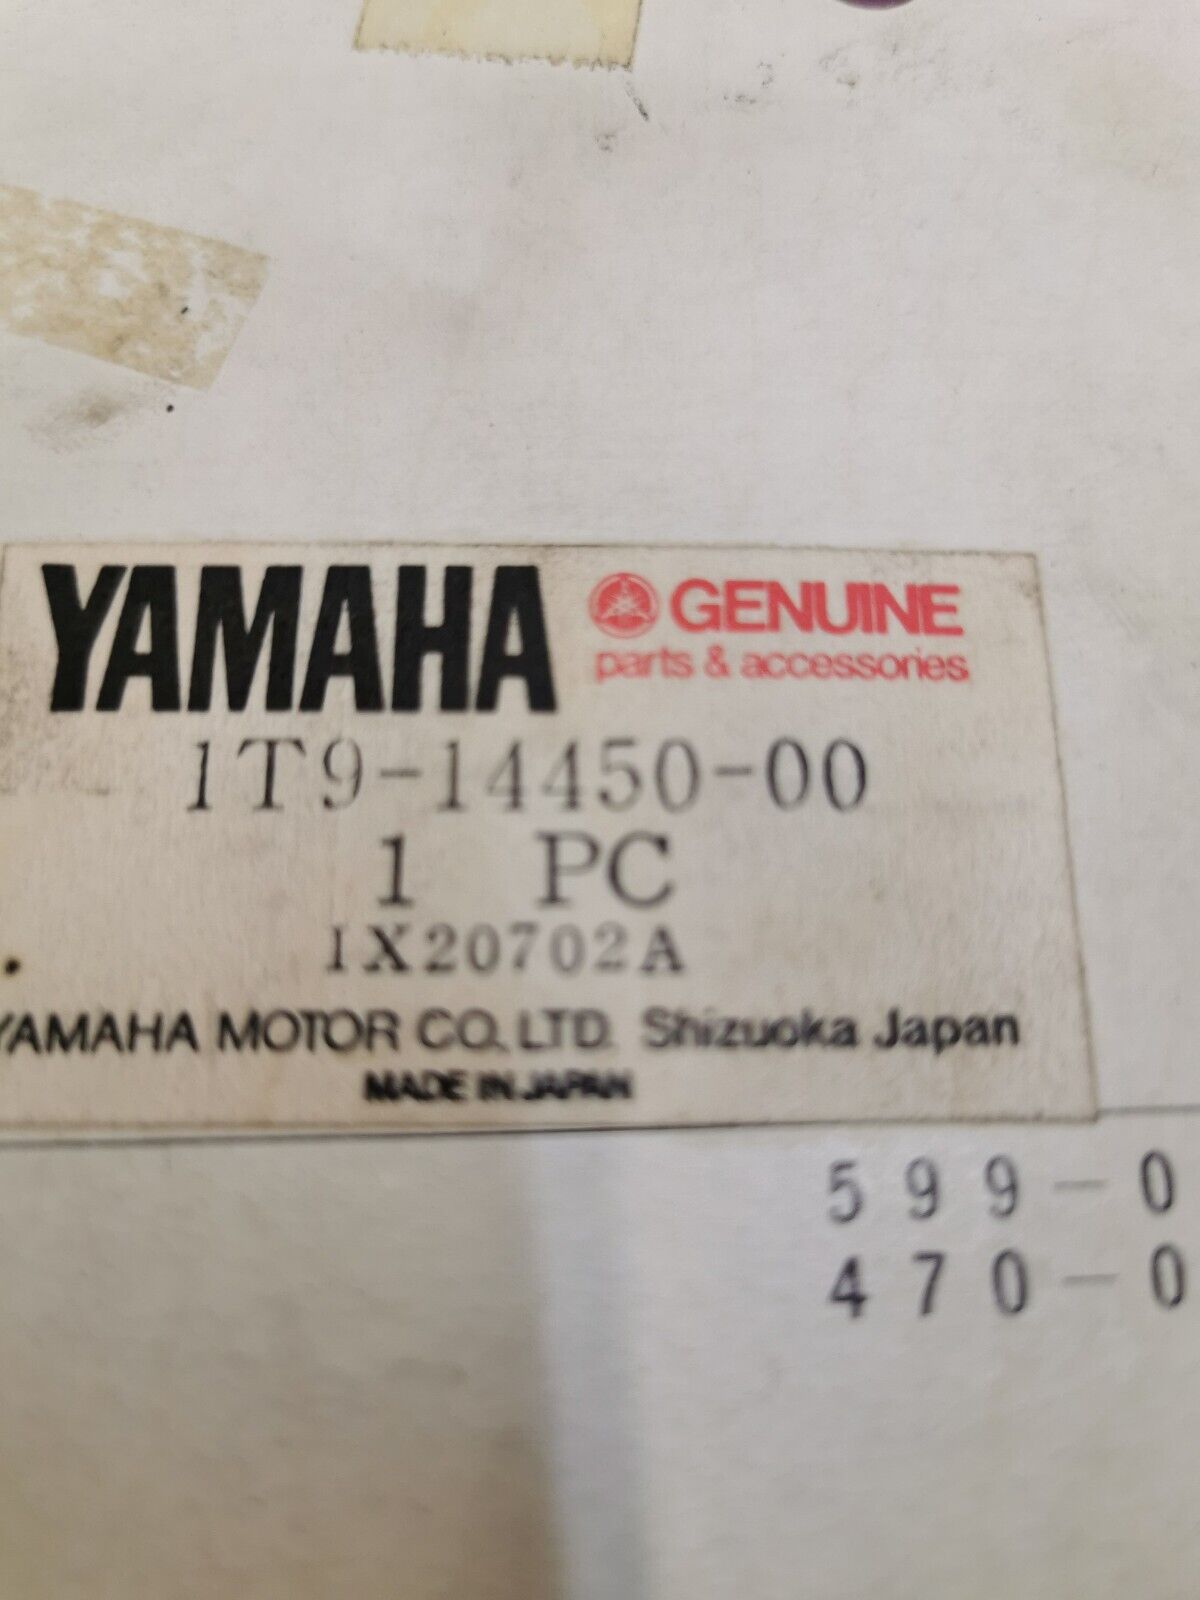 YAMAHA GENUINE
parts & accessories
1T9-14450-00
1 PC
1X20702A
YAMAHA MOTOR CO., LTD. Shizuoka Japan
MADE IN JAPAN
599-0
470-0